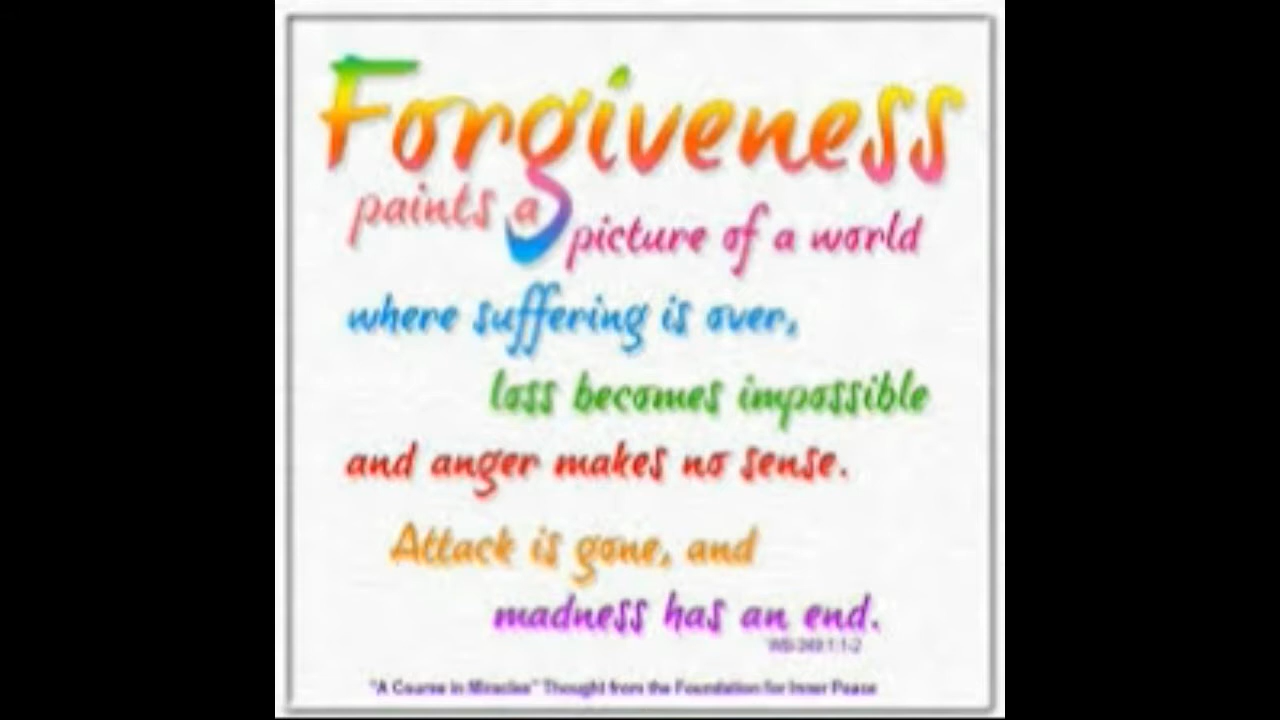 Forgiveness
paints a picture of a world
where suffering is over,
loss becomes impossible
and anger makes no sense.
Attack is gone, and
madness has an end.
"A Course in Miracles" Thought from the Foundation for Inner Peace